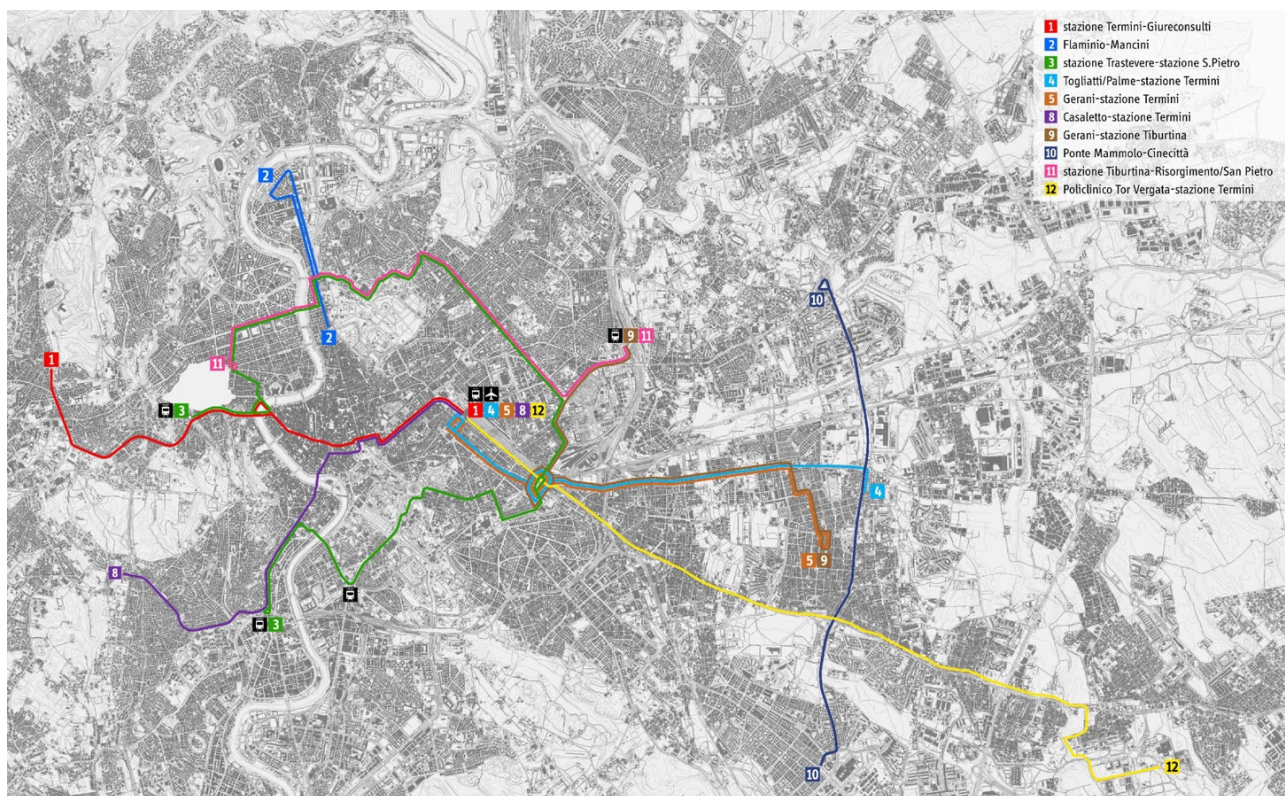 1 stazione Termini-Giureconsulti
2 Flaminio-Mancini
3 stazione Trastevere-stazione S.Pietro
4 Togliatti/Palme-stazione Termini
5 Gerani-stazione Termini
8 Casaletto-stazione Termini
9 Gerani-stazione Tiburtina
10 Ponte Mammolo-Cinecittà
11 stazione Tiburtina-Risorgimento/San Pietro
12 Policlinico Tor Vergata-stazione Termini
2
10
2
9 11
1
11
3
1 4 5 8 12
4
5 9
8
3
10
12